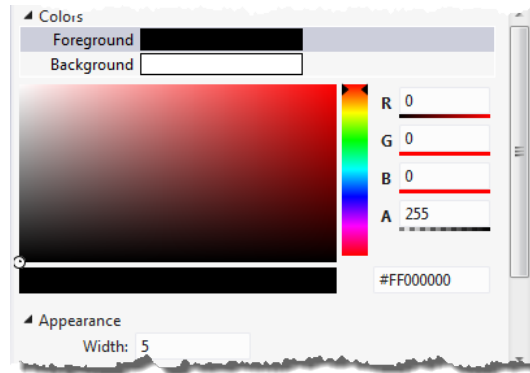 Colors
Foreground
Background
R 0
G 0
B 0
A 255
#FF000000
Appearance
Width: 5